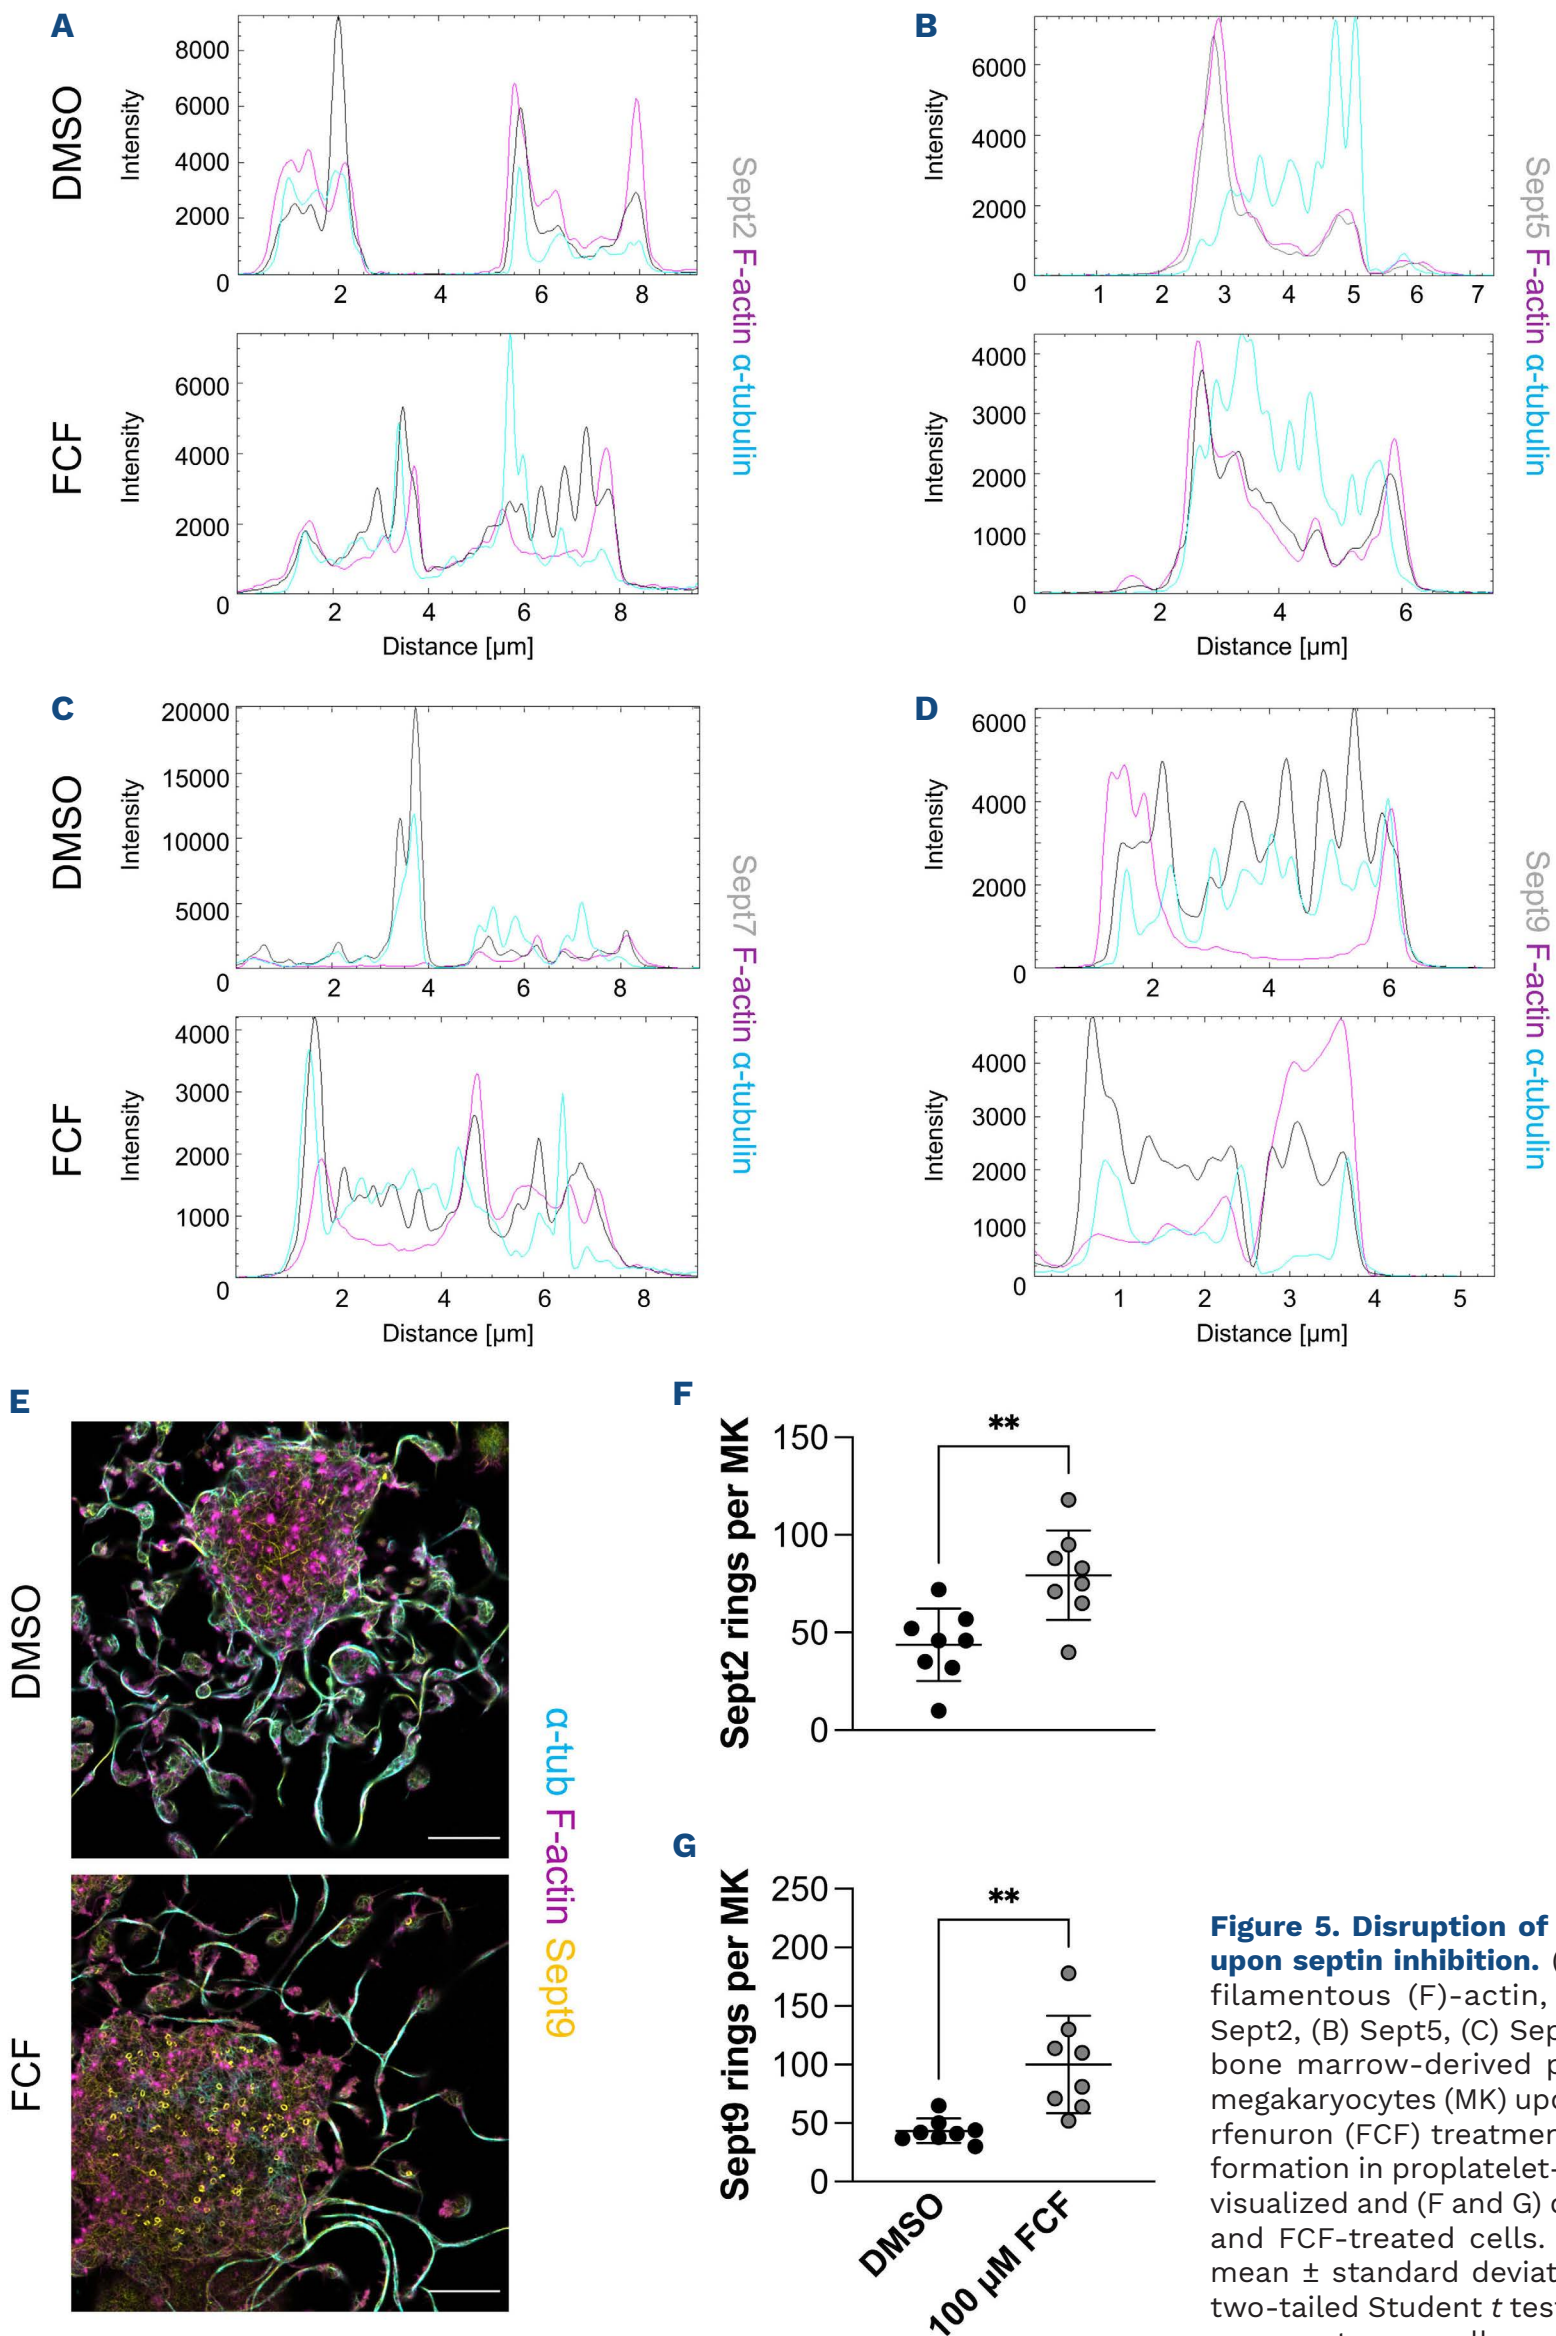 A
DMSO
Intensity
8000
6000
4000
2000
0
2
4
6
8
FCF
Intensity
6000
4000
2000
0
2
4
6
8
Distance [µm]
Sept2 F-actin α-tubulin
B
Intensity
6000
4000
2000
0
1
2
3
4
5
6
7
Intensity
4000
3000
2000
1000
0
2
4
6
Distance [µm]
Sept5 F-actin α-tubulin
C
DMSO
Intensity
20000
15000
10000
5000
0
2
4
6
8
FCF
Intensity
4000
3000
2000
1000
0
2
4
6
8
Distance [µm]
Sept7 F-actin α-tubulin
D
Intensity
6000
4000
2000
0
2
4
6
Intensity
4000
3000
2000
1000
0
1
2
3
4
5
Distance [µm]
Sept9 F-actin α-tubulin
E
DMSO
FCF
α-tub F-actin Sept9
F
Sept2 rings per MK
150
100
50
0
**
G
Sept9 rings per MK
250
200
150
100
50
0
**
DMSO
100 µM FCF
Figure 5. Disruption of
upon septin inhibition. (
filamentous (F)-actin,
Sept2, (B) Sept5, (C) Sep
bone marrow-derived p
megakaryocytes (MK) upo
rfenuron (FCF) treatmen
formation in proplatelet-
visualized and (F and G) 
and FCF-treated cells.
mean ± standard deviat
two-tailed Student t test